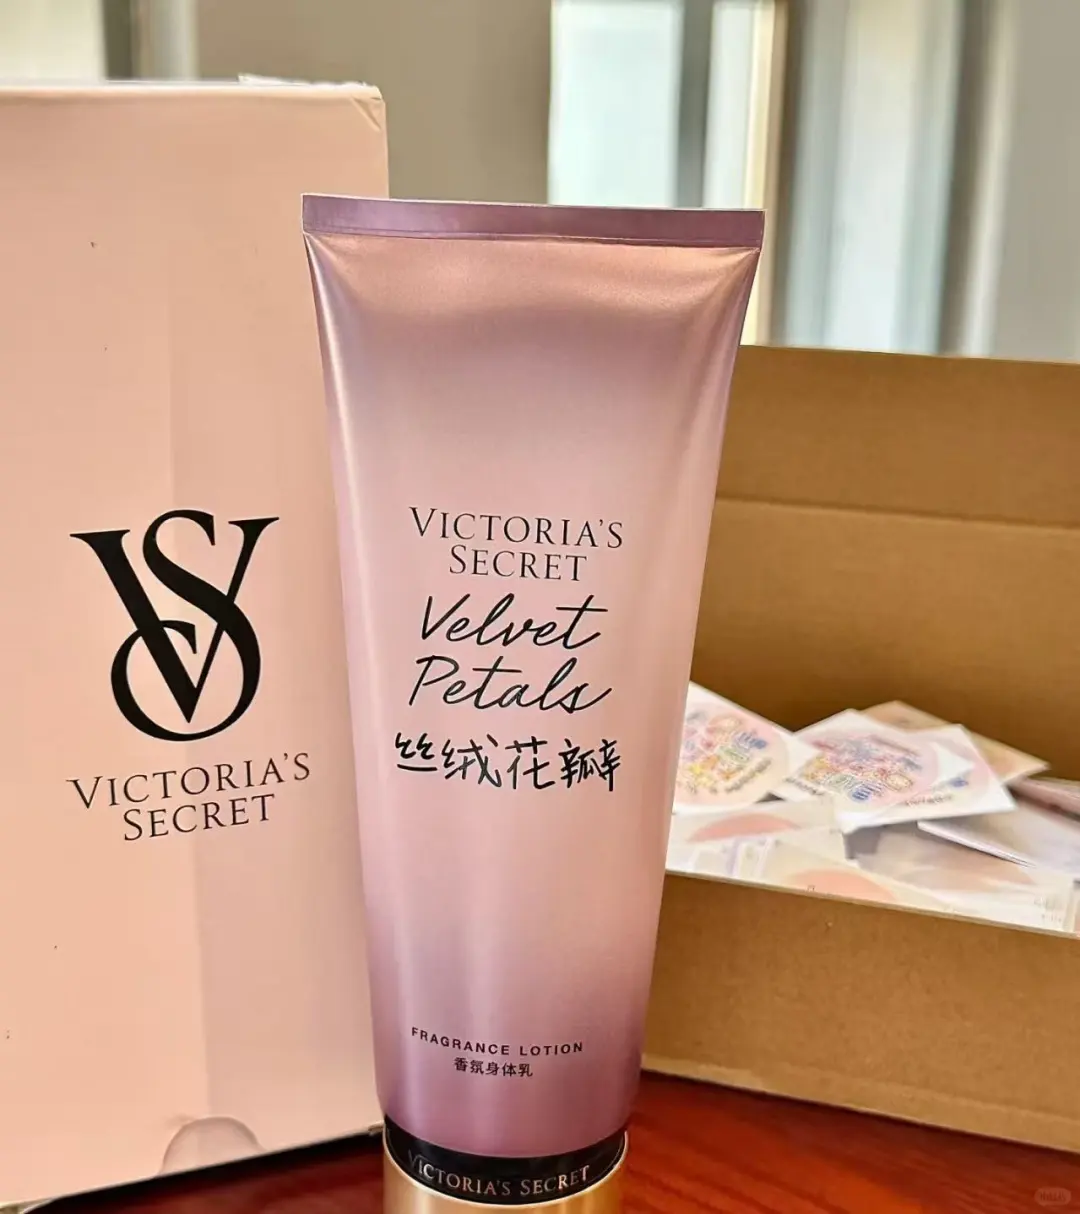 VS
VICTORIA'S
SECRET
VICTORIA'S
SECRET
Velvet
Petals
丝绒花瓣
FRAGRANCE LOTION
香氛身体乳
VICTORIA'S SECRET